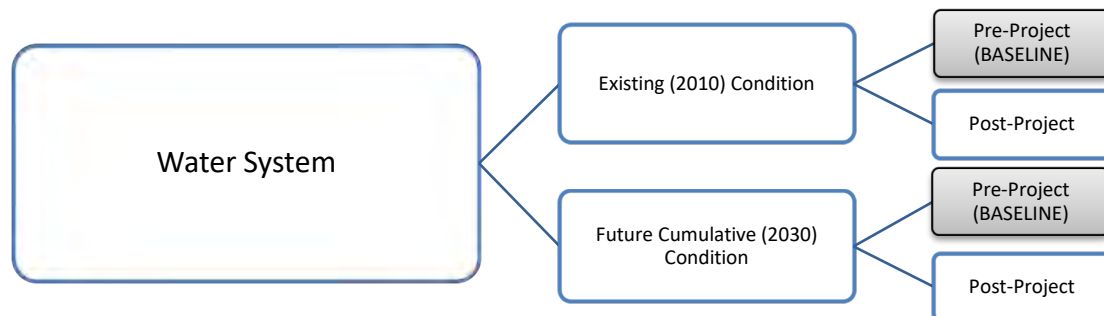 Water System
Existing (2010) Condition
Pre-Project
(BASELINE)
Post-Project
Future Cumulative (2030)
Condition
Pre-Project
(BASELINE)
Post-Project